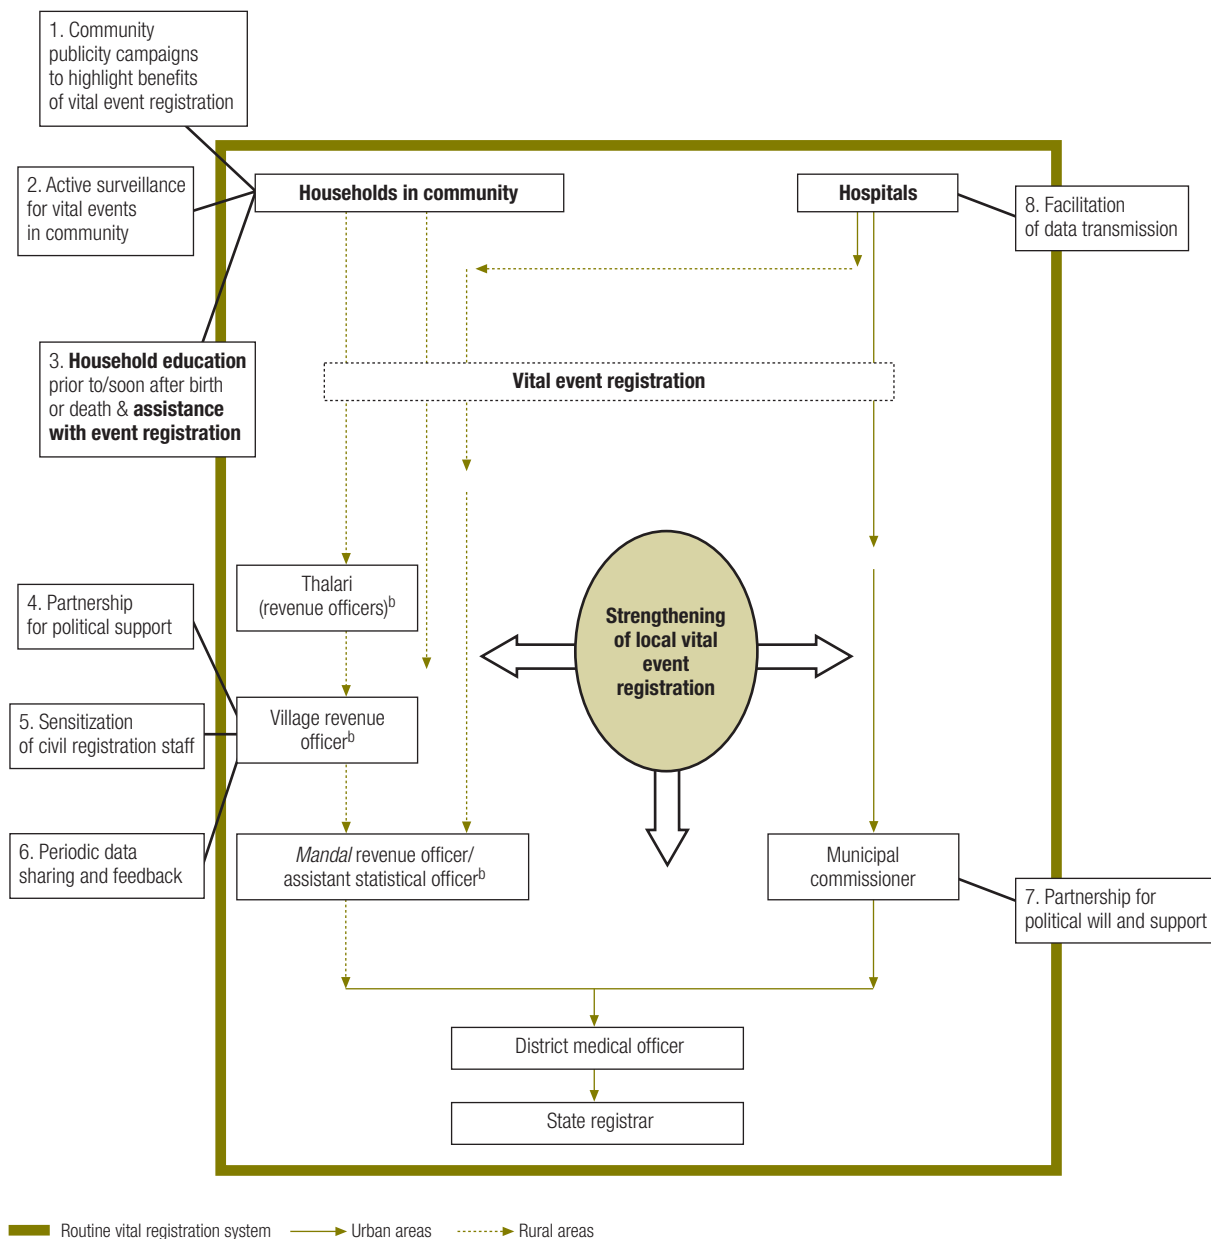 1. Community
publicity campaigns
to highlight benefits
of vital event registration
2. Active surveillance
for vital events
in community
Households in community
Hospitals
8. Facilitation
of data transmission
3. Household education
prior to/soon after birth
or death & assistance
with event registration
Vital event registration
Thalari
(revenue officers)b
Strengthening
of local vital
event
registration
4. Partnership
for political support
5. Sensitization
of civil registration staff
Village revenue
officerb
6. Periodic data
sharing and feedback
Mandal revenue officer/
assistant statistical officerb
Municipal
commissioner
7. Partnership for
political will and support
District medical officer
State registrar
Routine vital registration system
Urban areas
Rural areas